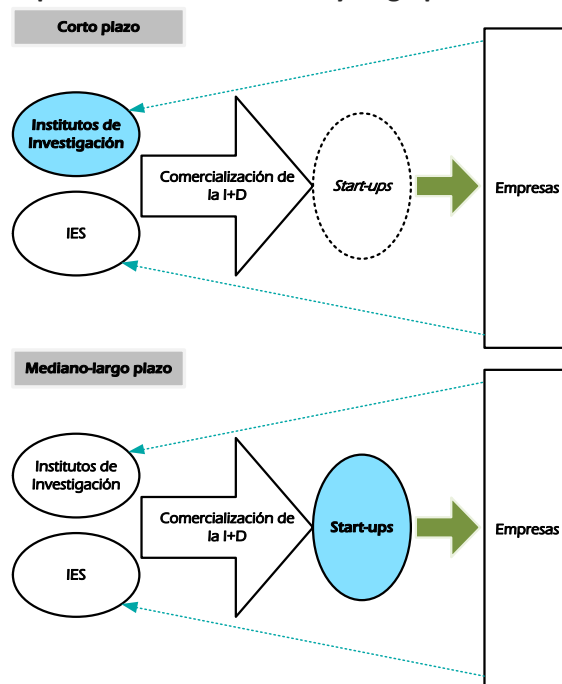 Corto plazo
Institutos de
Investigación
Comercialización de
la I+D
Start-ups
Empresas
IES
Mediano-largo plazo
Institutos de
Investigación
Comercialización de
la I+D
Start-ups
Empresas
IES